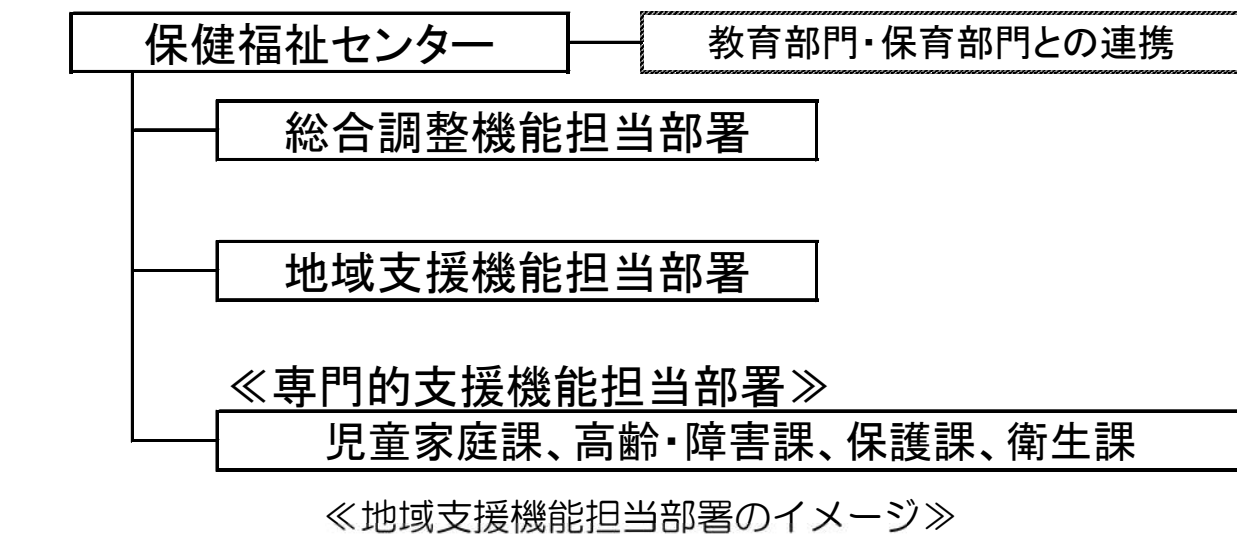 保健福祉センター
教育部門・保育部門との連携
総合調整機能担当部署
地域支援機能担当部署
≪専門的支援機能担当部署≫
児童家庭課、高齢・障害課、保護課、衛生課
≪地域支援機能担当部署のイメージ≫